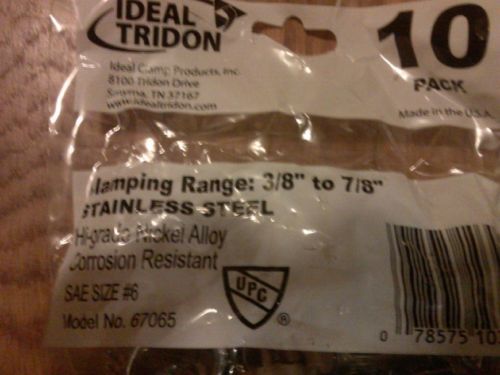 IDEAL
TRIDON
10
PACK
Ideal Clamp Products, Inc.
8100 Tridon Drive
Smyrna, TN 37167
www.idealtridon.com
Made in the U.S.A.
Clamping Range: 3/8" to 7/8"
STAINLESS STEEL
Hi-grade Nickel Alloy
Corrosion Resistant
SAE SIZE #6
Model No. 67065
UPC
®
0 78575 10